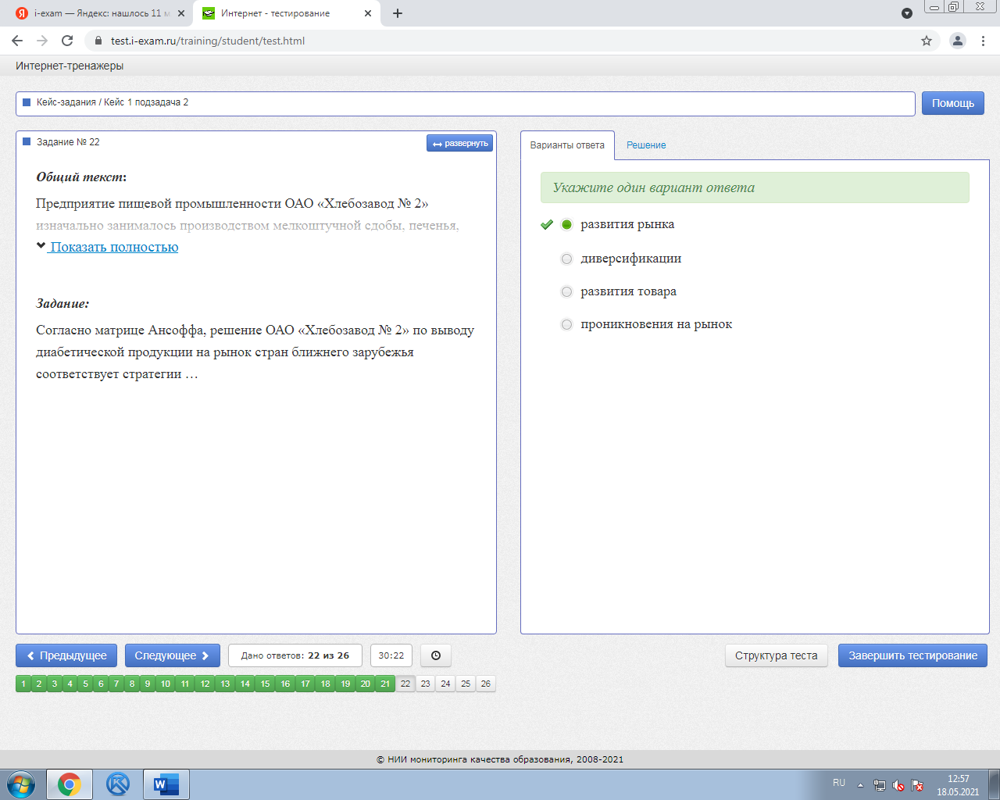 i-exam — Яндекс: нашлось 11 м
Интернет - тестирование
test.i-exam.ru/training/student/test.html
Интернет-тренажеры
Кейс-задания / Кейс 1 подзадача 2
Помощь
Задание № 22
развернуть
Общий текст:
Предприятие пищевой промышленности ОАО «Хлебозавод № 2»
изначально занималось производством мелкоштучной сдобы, печенья,
Показать полностью
Задание:
Согласно матрице Ансоффа, решение ОАО «Хлебозавод № 2» по выводу
диабетической продукции на рынок стран ближнего зарубежья
соответствует стратегии …
Варианты ответа
Решение
Укажите один вариант ответа
развития рынка
диверсификации
развития товара
проникновения на рынок
Предыдущее
Следующее
Дано ответов: 22 из 26
30:22
Структура теста
Завершить тестирование
1 2 3 4 5 6 7 8 9 10 11 12 13 14 15 16 17 18 19 20 21 22 23 24 25 26
© НИИ мониторинга качества образования, 2008-2021
RU
12:57
18.05.2021